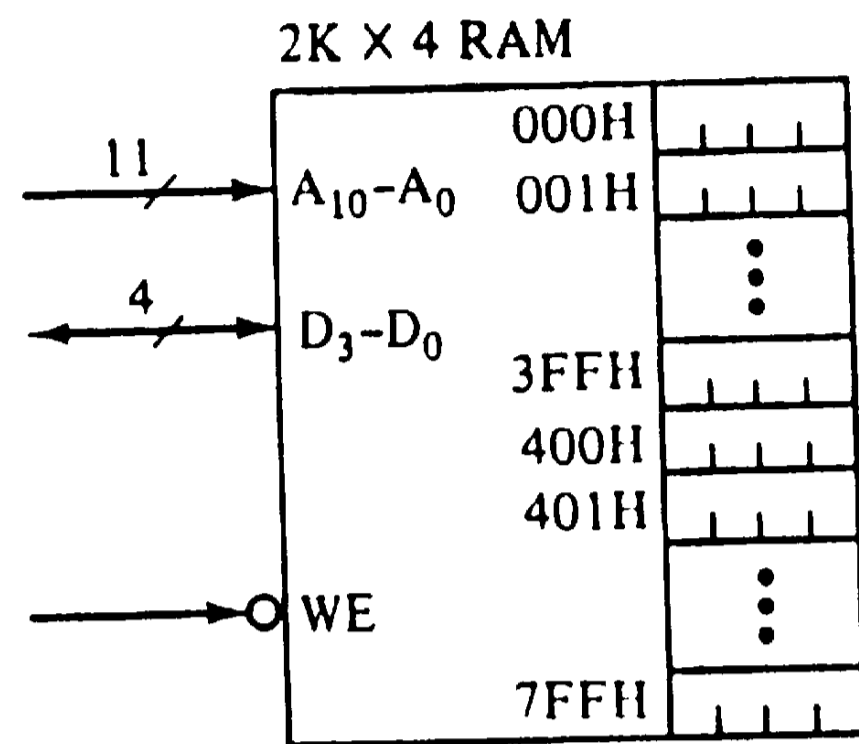 2K X 4 RAM
000H
11
A10-A0
001H
4
D3-D0
3FFH
400H
401H
WE
7FFH